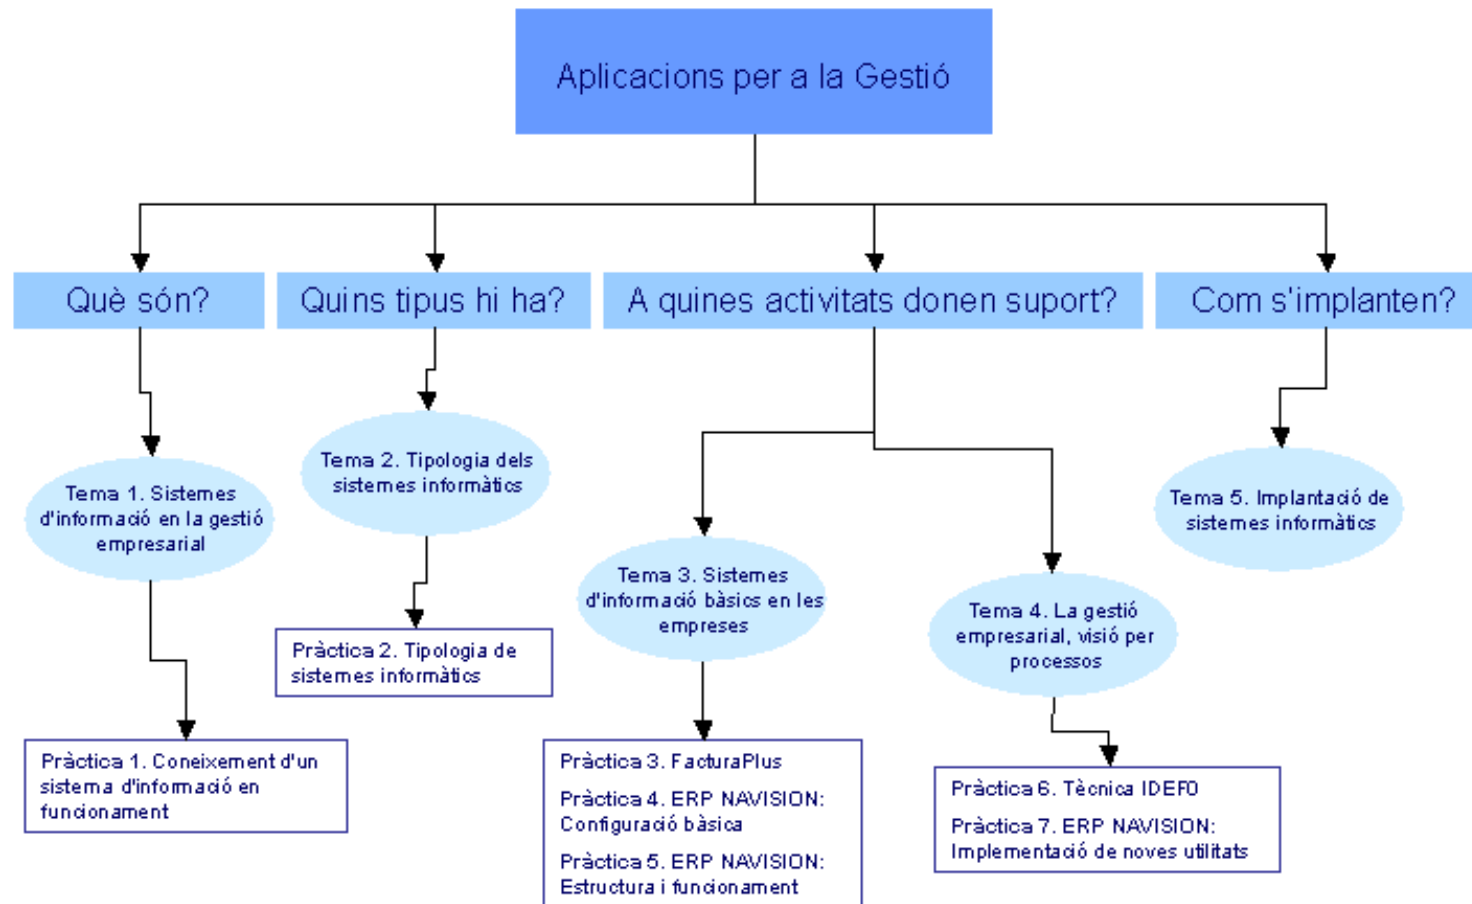 Aplicacions per a la Gestió
Què són?
Quins tipus hi ha?
A quines activitats donen suport?
Com s'implanten?
Tema 1. Sistemes
d'informació en la gestió
empresarial
Tema 2. Tipologia dels
sistemes informàtics
Tema 3. Sistemes
d'informació bàsics en les
empreses
Tema 4. La gestió
empresarial, visió per
processos
Tema 5. Implantació de
sistemes informàtics
Pràctica 1. Coneixement d'un
sistema d'informació en
funcionament
Pràctica 2. Tipologia de
sistemes informàtics
Pràctica 3. FacturaPlus
Pràctica 4. ERP NAVISION:
Configuració bàsica
Pràctica 5. ERP NAVISION:
Estructura i funcionament
Pràctica 6. Tècnica IDEF0
Pràctica 7. ERP NAVISION:
Implementació de noves utilitats